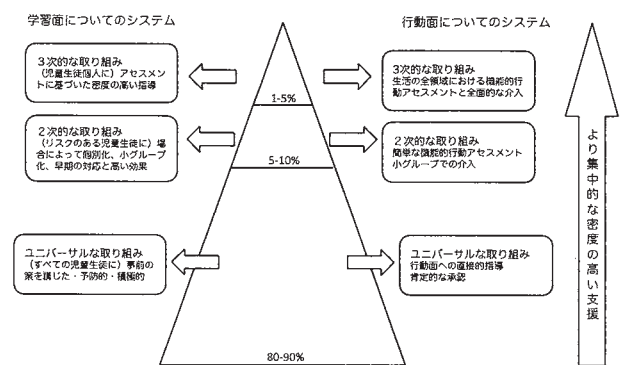 学習面についてのシステム
行動面についてのシステム
3次的な取り組み
(児童生徒個人に)アセスメン
トに基づいた密度の高い指導
3次的な取り組み
生活の全領域における機能的行
動アセスメントと全面的な介入
1-5%
2次的な取り組み
(リスクのある児童生徒に)場
合によって個別化、小グループ
化、早期の対応と高い効果
2次的な取り組み
簡単な機能的行動アセスメント
小グループでの介入
5-10%
ユニバーサルな取り組み
(すべての児童生徒に)事前の
策を講じた・予防的・積極的
ユニバーサルな取り組み
行動面への直接的指導
肯定的な承認
80-90%
より集中的な密度の高い支援